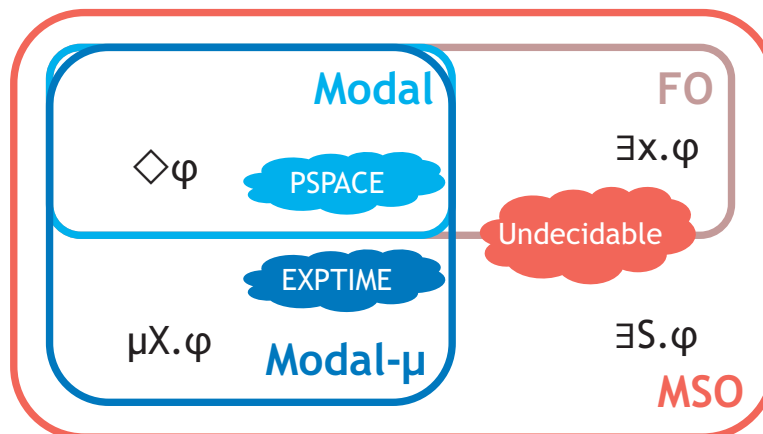 Modal
FO
◇φ
PSPACE
∃x.φ
Undecidable
EXPTIME
μX.φ
Modal-μ
∃S.φ
MSO